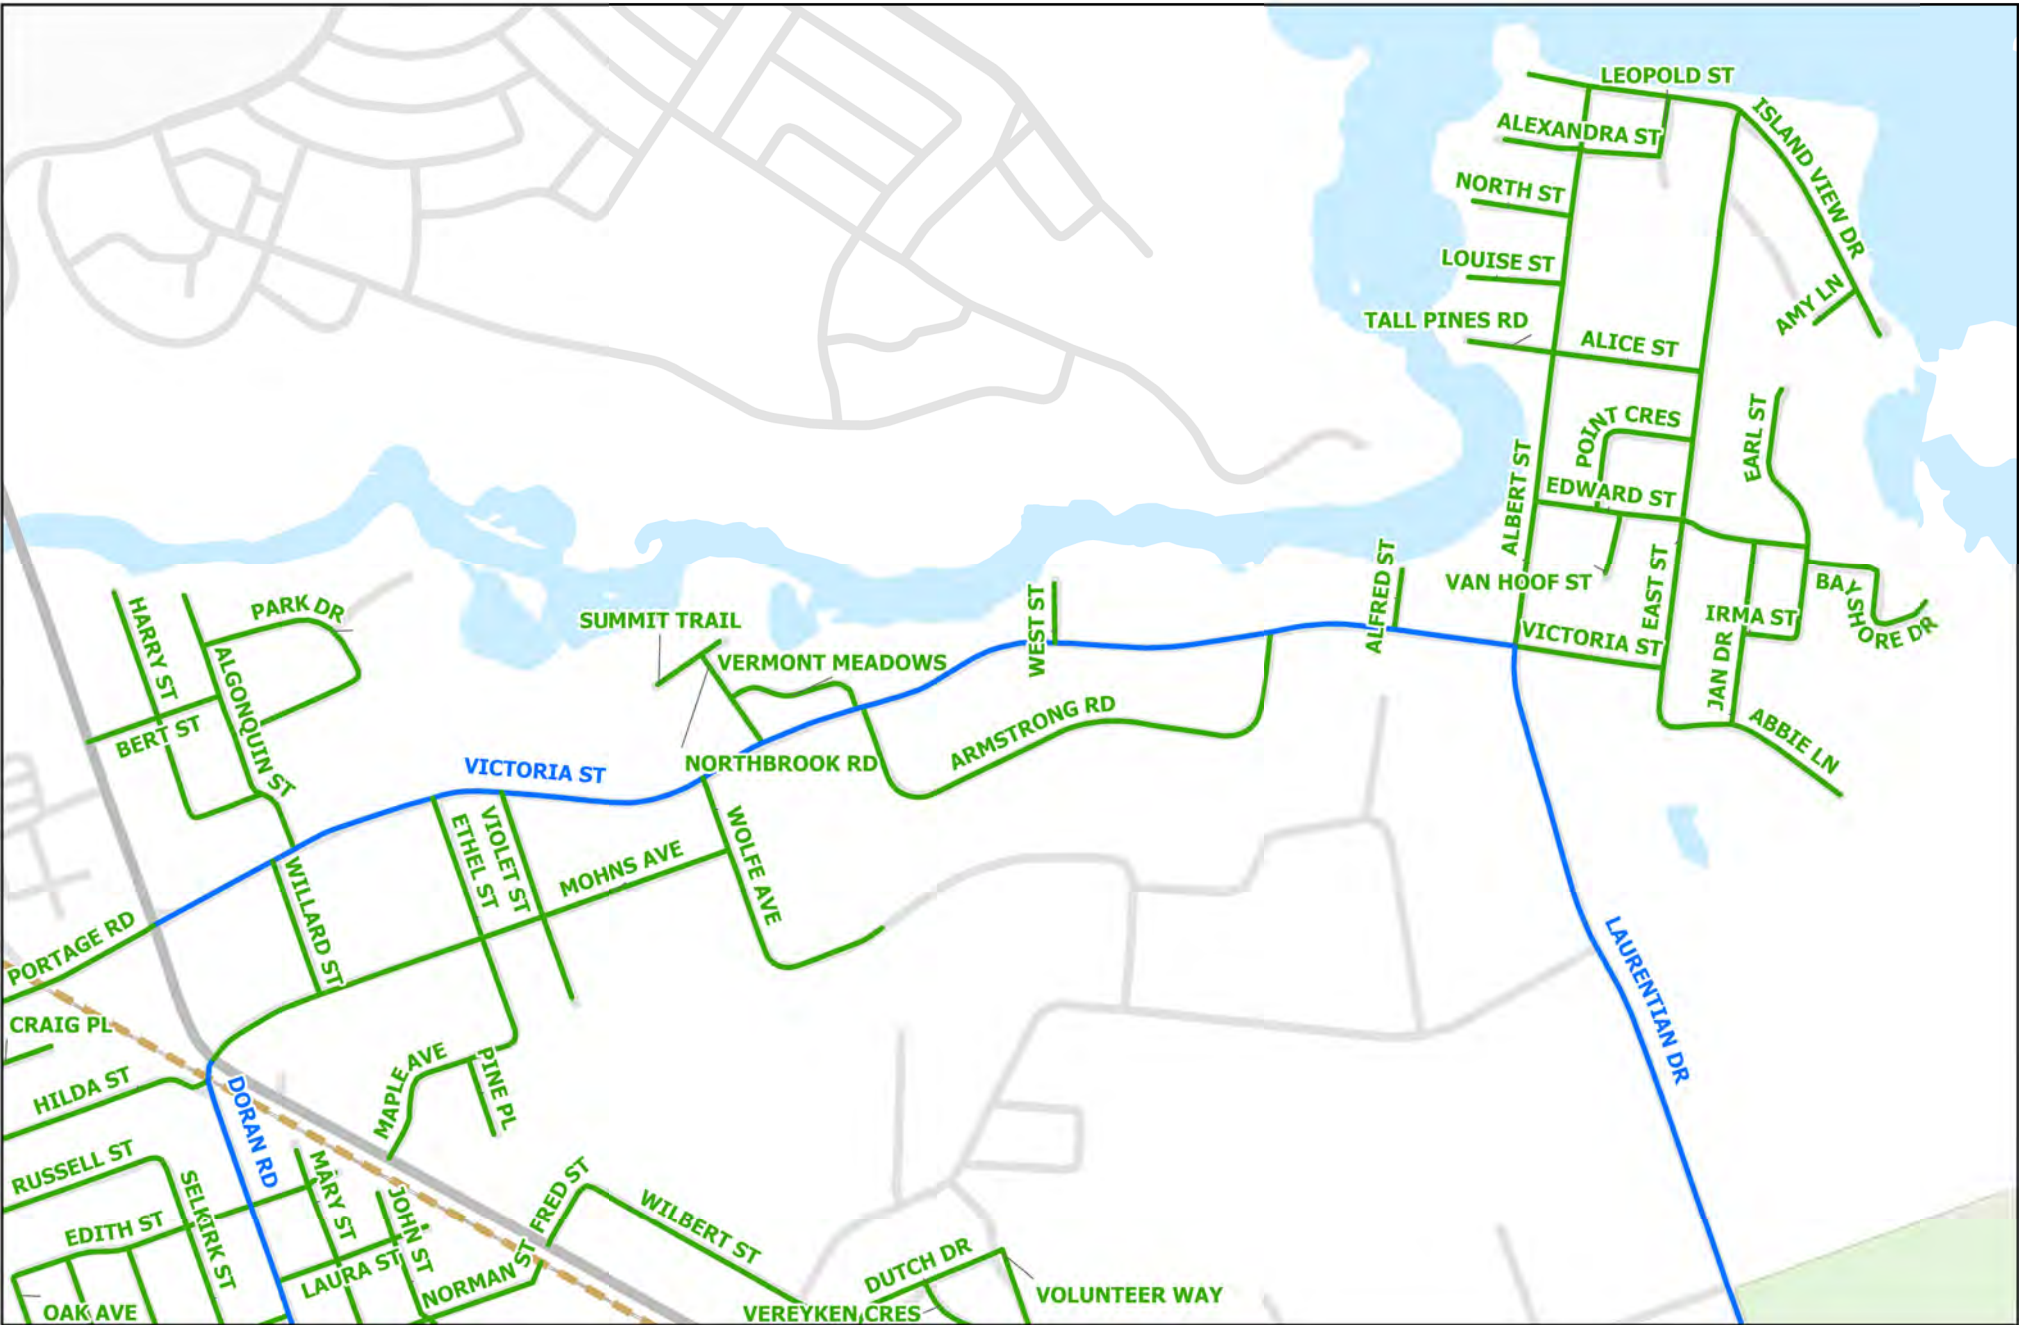 LEOPOLD ST
ISLAND VIEW DR
ALEXANDRA ST
NORTH ST
LOUISE ST
AMY LN
TALL PINES RD
ALICE ST
POINT CRES
EARL ST
ALBERT ST
EDWARD ST
VAN HOOF ST
EAST ST
BAYSHORE DR
IRMA ST
VICTORIA ST
JAN DR
ABBIE LN
ALFRED ST
WEST ST
SUMMIT TRAIL
VERMONT MEADOWS
NORTHBROOK RD
ARMSTRONG RD
PARK DR
HARRY ST
ALGONQUIN ST
BERT ST
VICTORIA ST
ETHEL ST
VIOLET ST
MOHNS AVE
WOLFE AVE
WILLARD ST
PORTAGE RD
LAURENTIAN DR
CRAIG PL
HILDA ST
DORAN RD
MAPLE AVE
PINE PL
RUSSELL ST
SELKIRK ST
MARY ST
JOHN ST
FRED ST
WILBERT ST
EDITH ST
LAURA ST
NORMAN ST
DUTCH DR
VOLUNTEER WAY
OAK AVE
VEREYKEN CRES